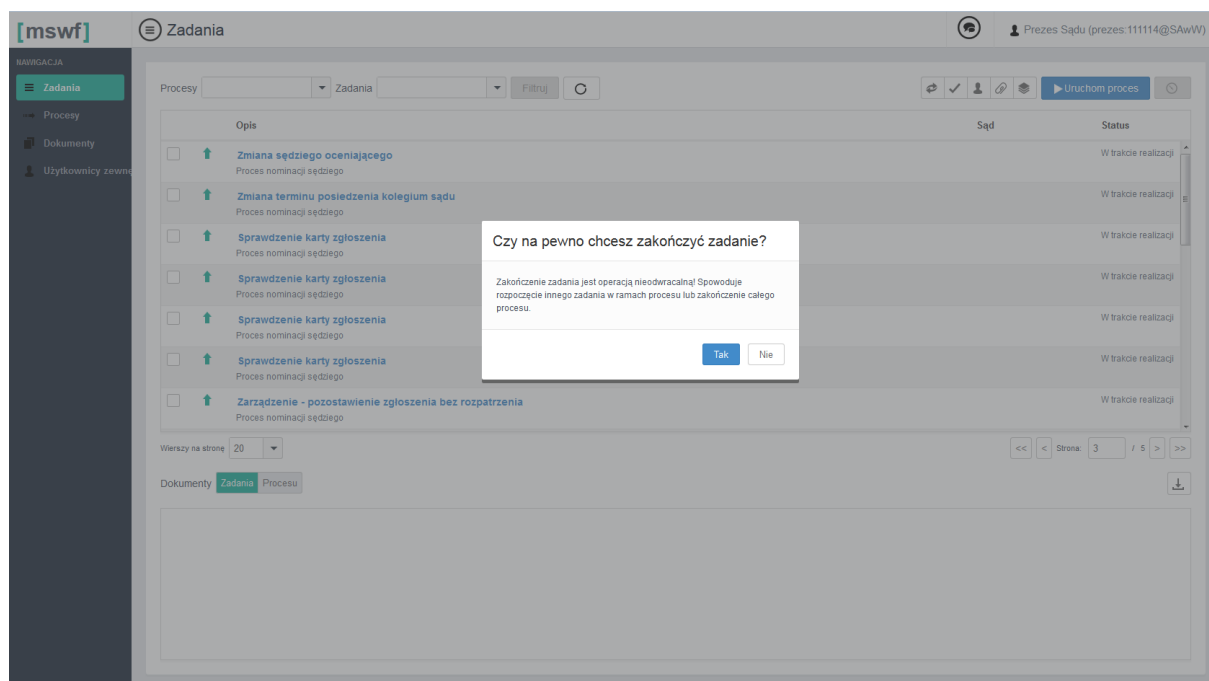 [mswf]
Zadania
Prezes Sądu (prezes:111114@SAwW)
NAWIGACJA
Zadania
Procesy
Dokumenty
Użytkownicy zewnę
Procesy Zadania Filtruj Uruchom proces
Opis Sąd Status
Zmiana sędziego oceniającego W trakcie realizacji
Proces nominacji sędziego
Zmiana terminu posiedzenia kolegium sądu W trakcie realizacji
Proces nominacji sędziego
Sprawdzenie karty zgłoszenia W trakcie realizacji
Proces nominacji sędziego
Sprawdzenie karty zgłoszenia W trakcie realizacji
Proces nominacji sędziego
Sprawdzenie karty zgłoszenia W trakcie realizacji
Proces nominacji sędziego
Sprawdzenie karty zgłoszenia W trakcie realizacji
Proces nominacji sędziego
Zarządzenie - pozostawienie zgłoszenia bez rozpatrzenia W trakcie realizacji
Proces nominacji sędziego
Czy na pewno chcesz zakończyć zadanie?
Zakończenie zadania jest operacją nieodwracalną! Spowoduje
rozpoczęcie innego zadania w ramach procesu lub zakończenie całego
procesu.
Tak Nie
Wierszy na stronę 20 << < Strona: 3 / 5 > >>
Dokumenty Zadania Procesu